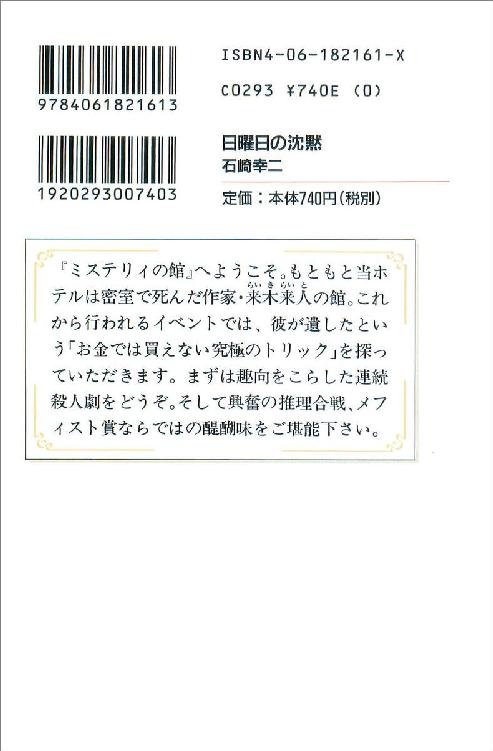 ISBN4-06-182161-X
9784061821613
C0293 ¥740E (0)
1920293007403
日曜日の沈黙
石崎幸二
定価：本体740円(税別)
『ミステリィの館』へようこそ。もともと当ホ
らいきらいと
テルは密室で死んだ作家・来木来人の館。これ
から行われるイベントでは、彼が遺したとい
う「お金では買えない究極のトリック」を探っ
ていただきます。まずは趣向をこらした連続
殺人劇をどうぞ。そして興奮の推理合戦、メフ
ィスト賞ならではの醍醐味をご堪能下さい。